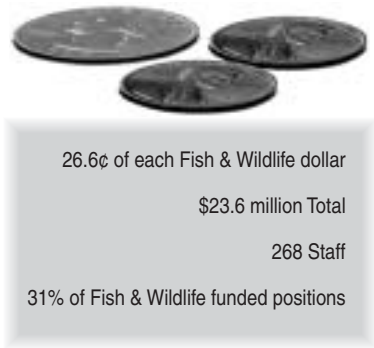 26.6¢ of each Fish & Wildlife dollar
$23.6 million Total
268 Staff
31% of Fish & Wildlife funded positions